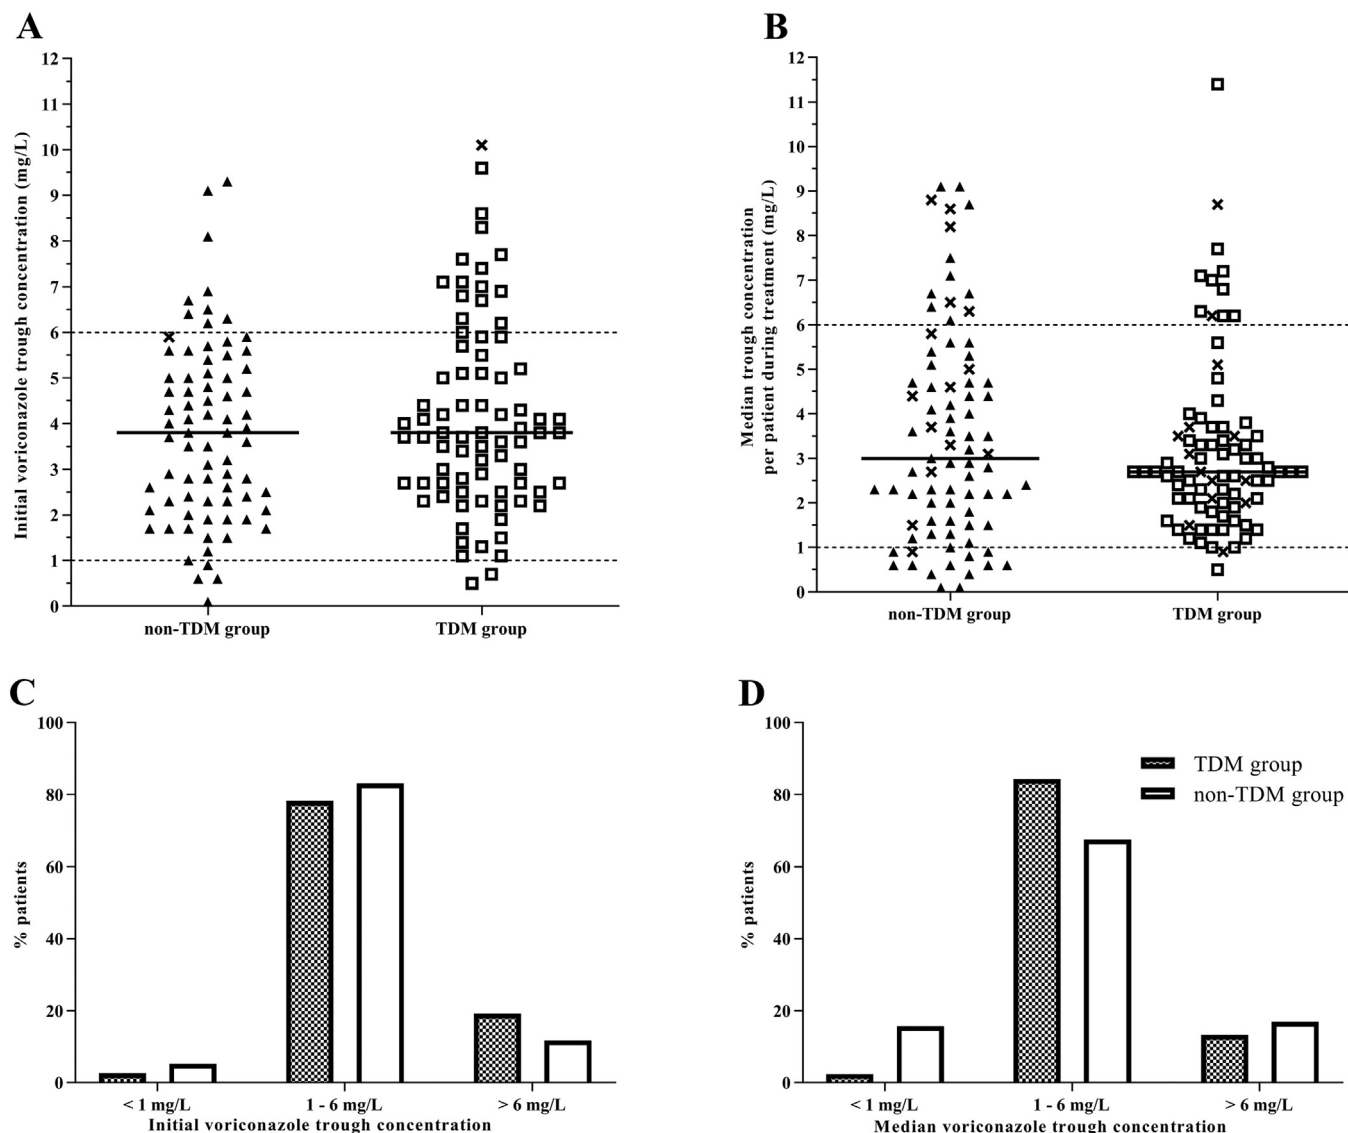 A
Initial voriconazole trough concentration (mg/L)
12
11
10
9
8
7
6
5
4
3
2
1
0
non-TDM group
TDM group
B
Median trough concentration
per patient during treatment (mg/L)
12
11
10
9
8
7
6
5
4
3
2
1
0
non-TDM group
TDM group
C
% patients
100
80
60
40
20
0
< 1 mg/L
1 - 6 mg/L
> 6 mg/L
Initial voriconazole trough concentration
D
% patients
100
80
60
40
20
0
TDM group
non-TDM group
< 1 mg/L
1 - 6 mg/L
> 6 mg/L
Median voriconazole trough concentration